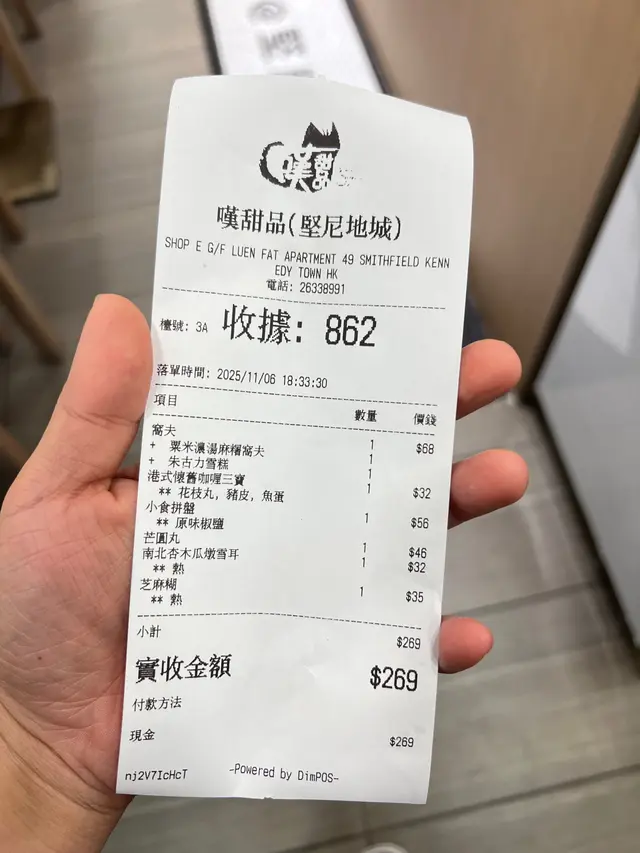 嘆甜品
嘆甜品(堅尼地城)
SHOP E G/F LUEN FAT APARTMENT 49 SMITHFIELD KENN
EDY TOWN HK
電話: 26338991
檯號: 3A 收據: 862
落單時間: 2025/11/06 18:33:30
項目 數量 價錢
窩夫 1 $68
+ 粟米濃湯麻糬窩夫 1
+ 朱古力雪糕 1
港式懷舊咖喱三寶 1 $32
** 花枝丸，豬皮，魚蛋
小食拼盤 1 $56
** 原味椒鹽
芒圓丸 1 $46
南北杏木瓜燉雪耳 1 $32
** 熱
芝麻糊 1 $35
** 熱
小計 $269
實收金額 $269
付款方法
現金 $269
nj2V7IcHcT -Powered by DimPOS-